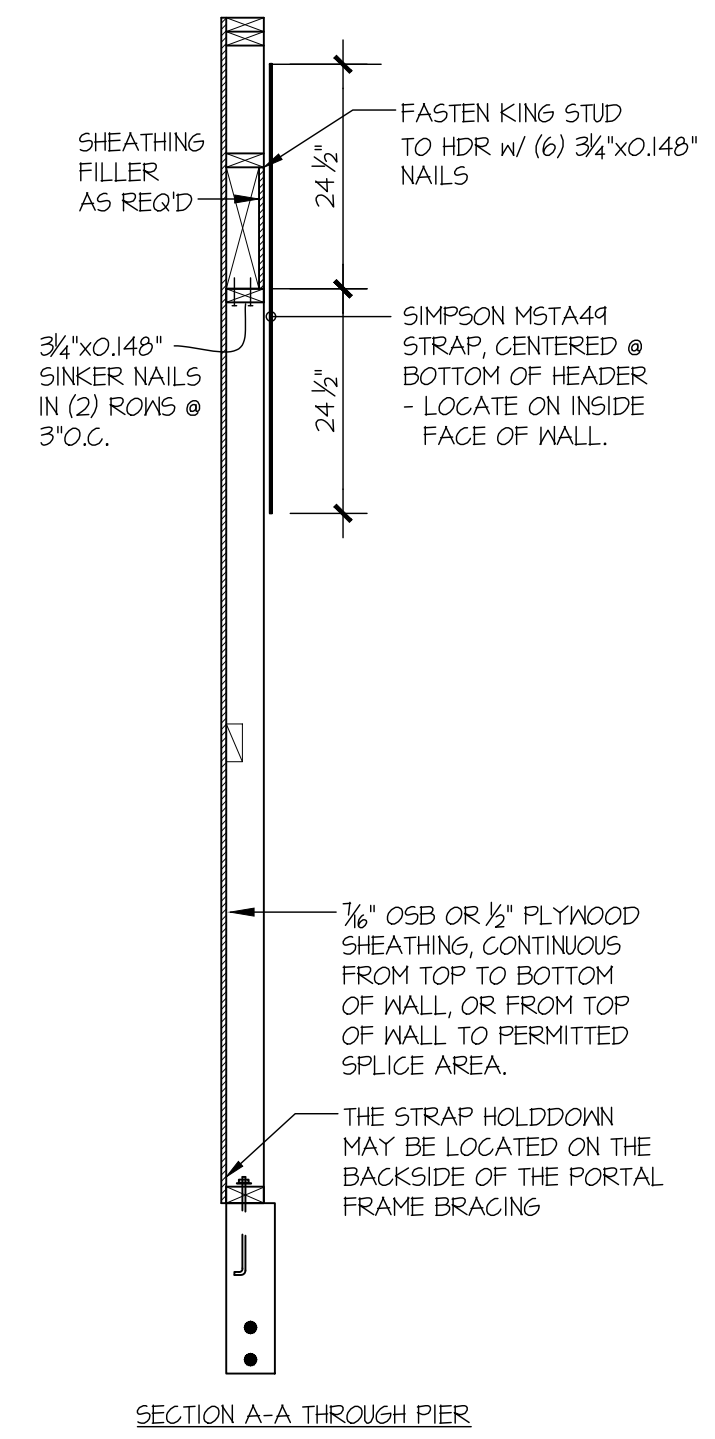 FASTEN KING STUD
TO HDR W/ (6) 3¼"x0.148"
NAILS
SHEATHING
FILLER
AS REQ'D
24 ½"
SIMPSON MSTA49
STRAP, CENTERED @
BOTTOM OF HEADER
- LOCATE ON INSIDE
FACE OF WALL.
3¼"x0.148"
SINKER NAILS
IN (2) ROWS @
3"O.C.
24 ½"
7/16" OSB OR ½" PLYWOOD
SHEATHING, CONTINUOUS
FROM TOP TO BOTTOM
OF WALL, OR FROM TOP
OF WALL TO PERMITTED
SPLICE AREA.
THE STRAP HOLDDOWN
MAY BE LOCATED ON THE
BACKSIDE OF THE PORTAL
FRAME BRACING
SECTION A-A THROUGH PIER